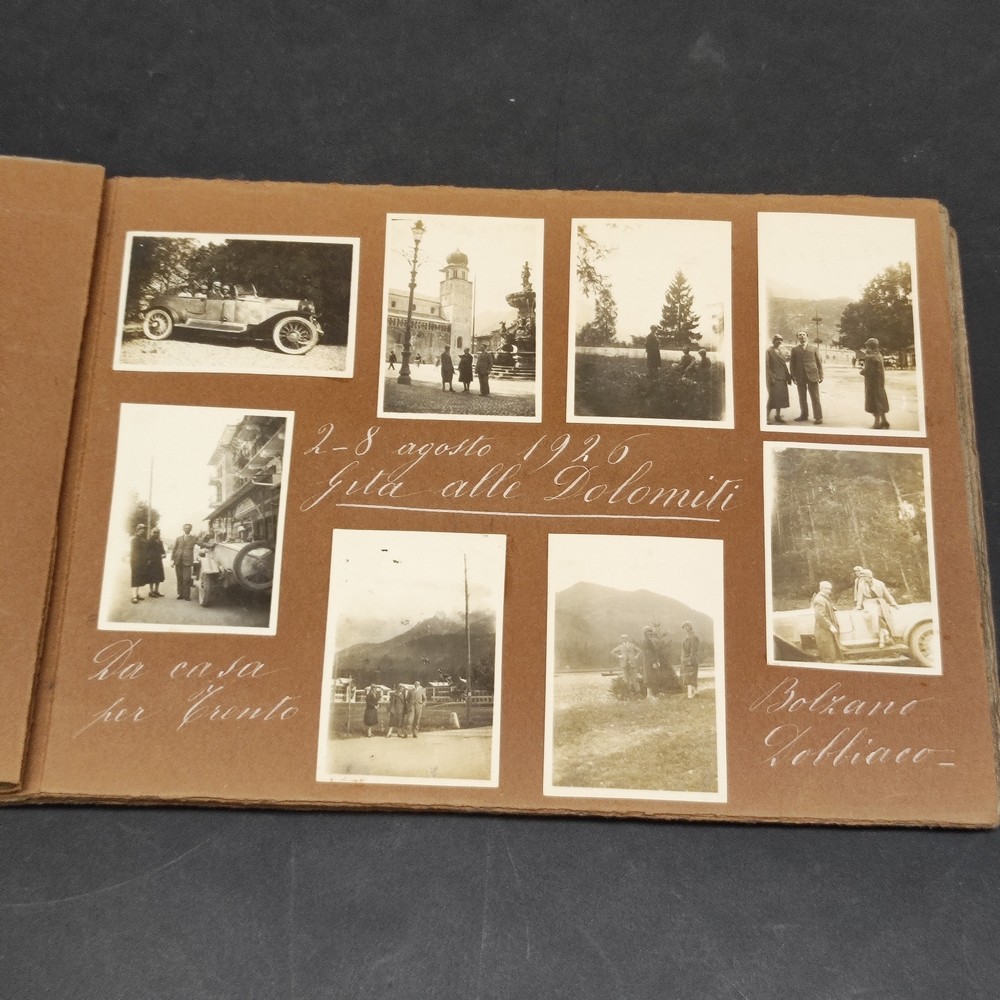 2-8 agosto 1926
Gita alle Dolomiti
Da casa
per Trento
Bolzano
Dobbiaco -